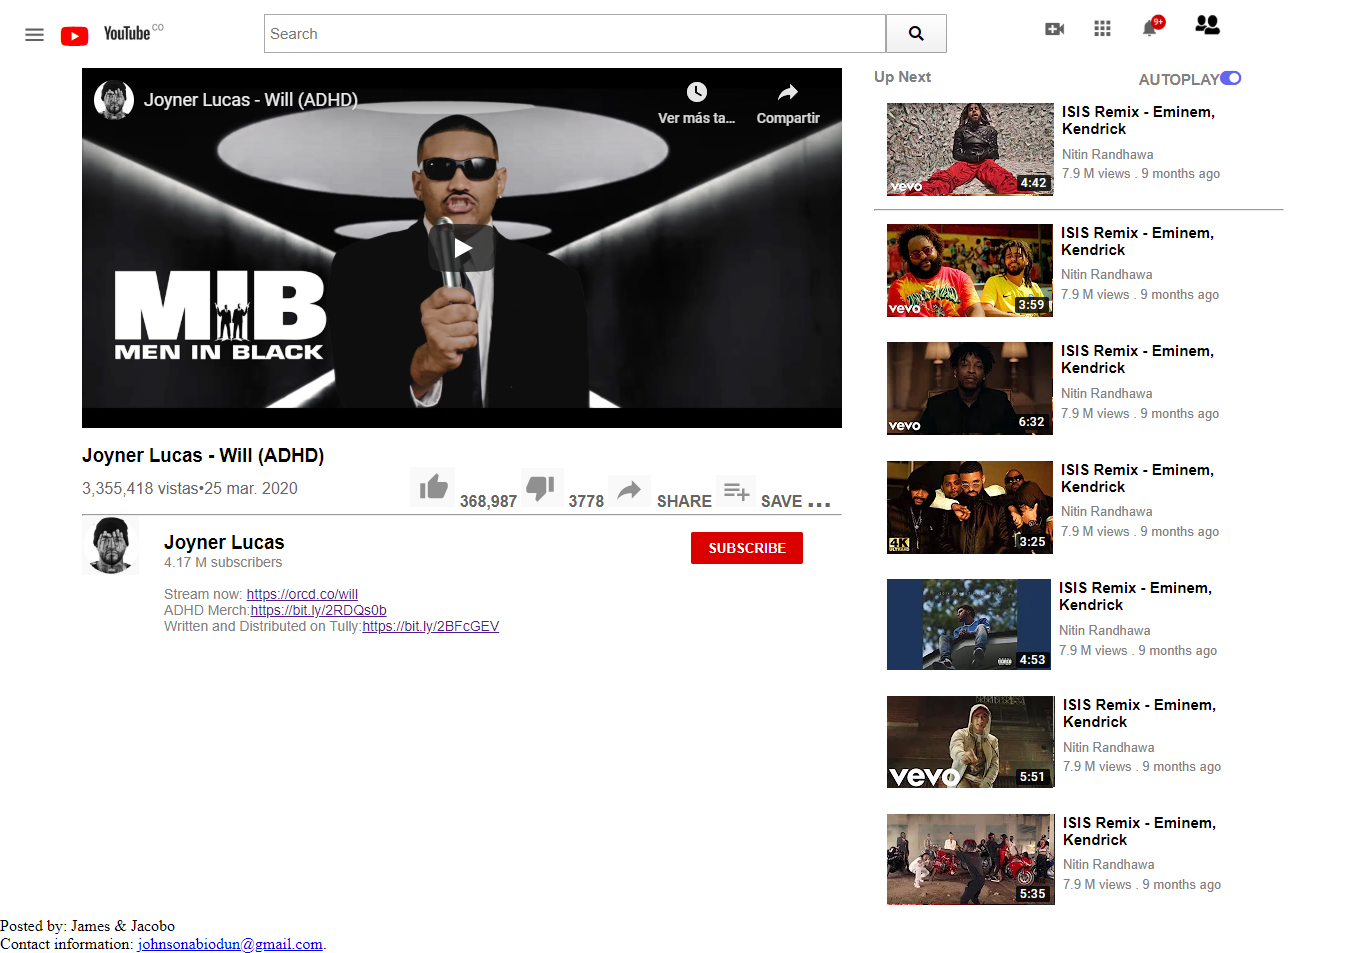 YouTube CO
Search
9+
Joyner Lucas - Will (ADHD)
Ver más ta...
Compartir
MIB
MEN IN BLACK
Joyner Lucas - Will (ADHD)
3,355,418 vistas•25 mar. 2020
368,987
3778
SHARE
SAVE ...
Joyner Lucas
4.17 M subscribers
SUBSCRIBE
Stream now: https://orcd.co/will
ADHD Merch:https://bit.ly/2RDQs0b
Written and Distributed on Tully:https://bit.ly/2BFcGEV
Up Next
AUTOPLAY
vevo
4:42
ISIS Remix - Eminem,
Kendrick
Nitin Randhawa
7.9 M views . 9 months ago
vevo
3:59
ISIS Remix - Eminem,
Kendrick
Nitin Randhawa
7.9 M views . 9 months ago
vevo
6:32
ISIS Remix - Eminem,
Kendrick
Nitin Randhawa
7.9 M views . 9 months ago
4K
3:25
ISIS Remix - Eminem,
Kendrick
Nitin Randhawa
7.9 M views . 9 months ago
4:53
ISIS Remix - Eminem,
Kendrick
Nitin Randhawa
7.9 M views . 9 months ago
vevo
5:51
ISIS Remix - Eminem,
Kendrick
Nitin Randhawa
7.9 M views . 9 months ago
5:35
ISIS Remix - Eminem,
Kendrick
Nitin Randhawa
7.9 M views . 9 months ago
Posted by: James & Jacobo
Contact information: johnsonabiodun@gmail.com.